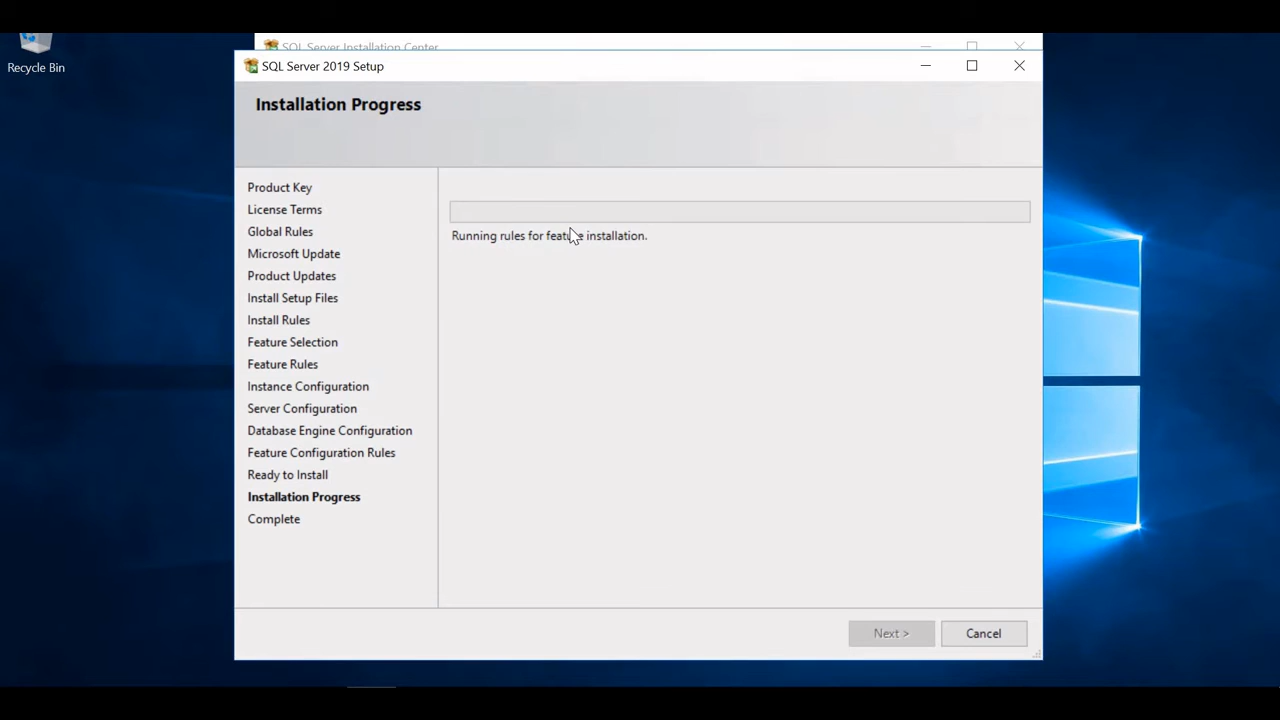 Recycle Bin
SQL Server Installation Center
SQL Server 2019 Setup
Installation Progress
Product Key
License Terms
Global Rules
Microsoft Update
Product Updates
Install Setup Files
Install Rules
Feature Selection
Feature Rules
Instance Configuration
Server Configuration
Database Engine Configuration
Feature Configuration Rules
Ready to Install
Installation Progress
Complete
Running rules for feature installation.
Next >
Cancel